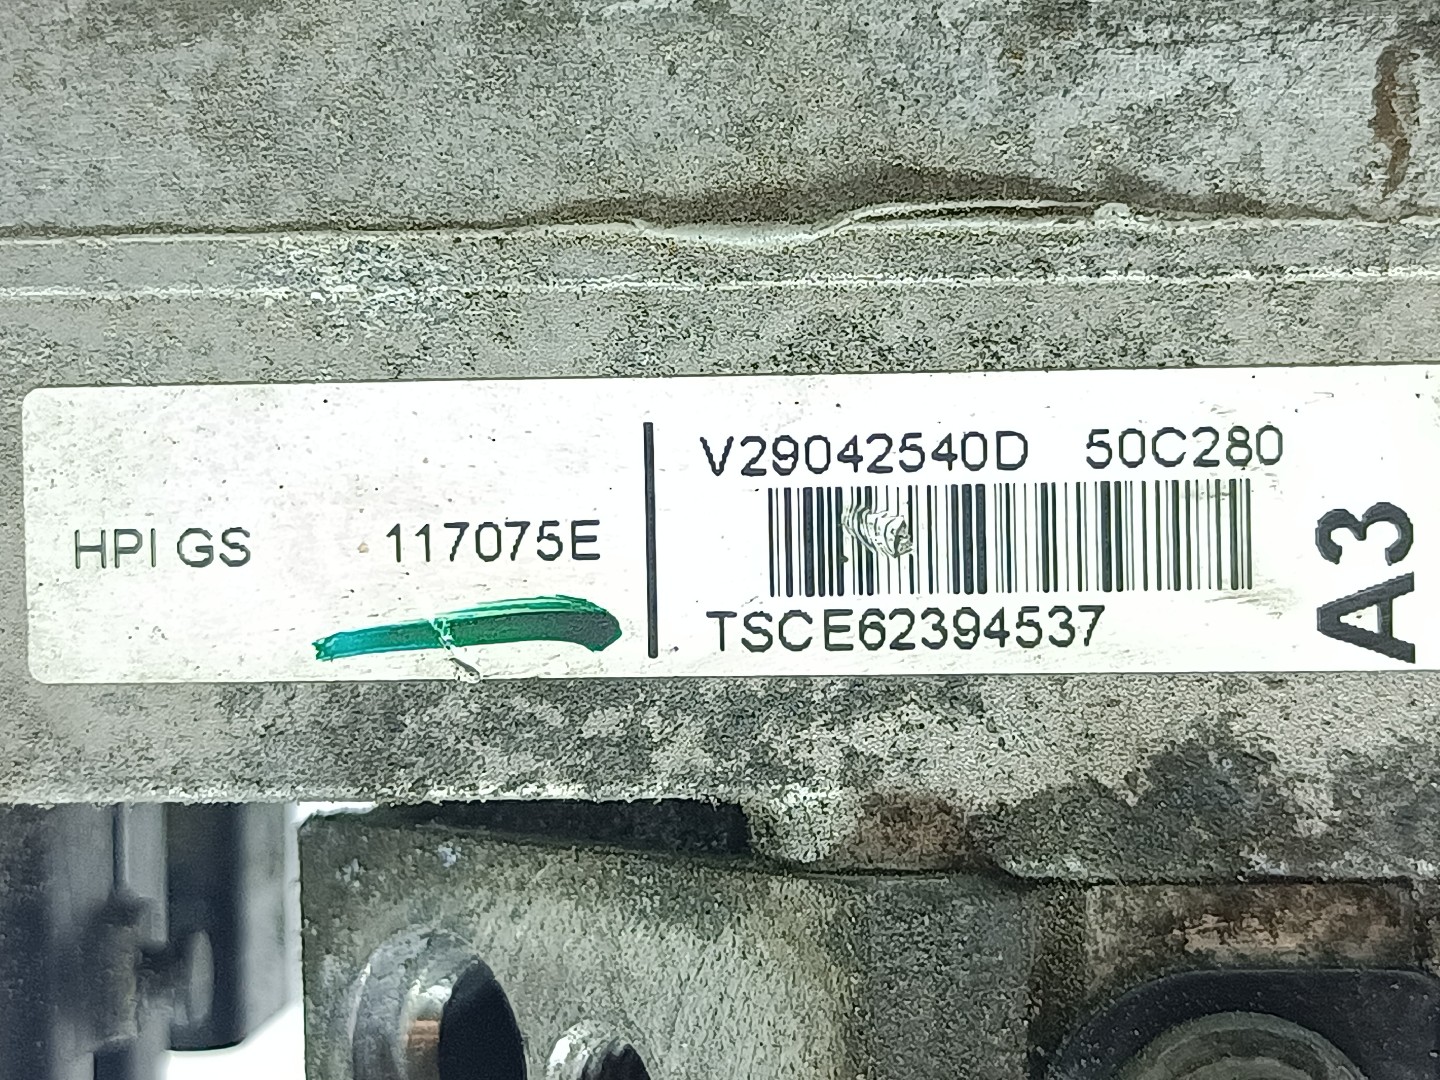 HPI GS 117075E
V29042540D 50C280
TSCE62394537
A3